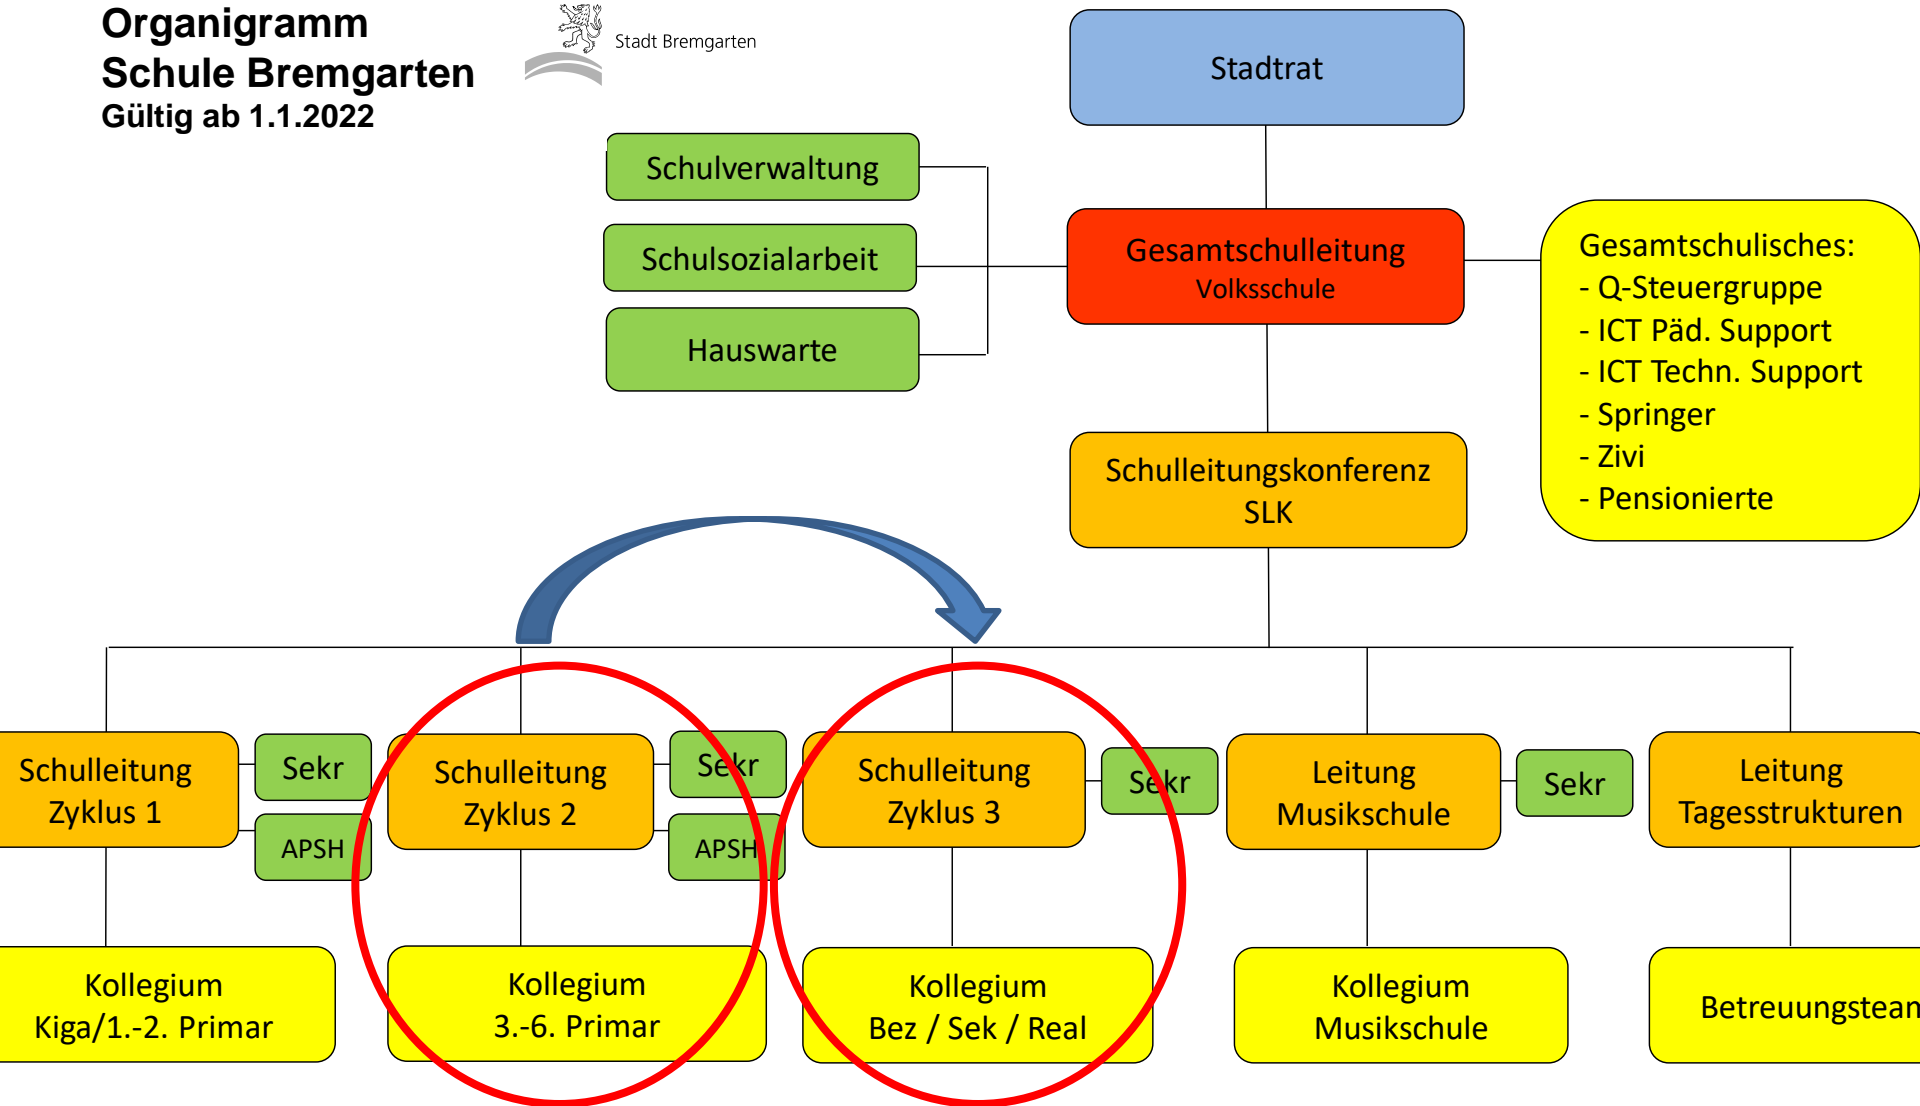 Organigramm
Schule Bremgarten
Gültig ab 1.1.2022
Stadt Bremgarten
Stadtrat
Schulverwaltung
Schulsozialarbeit
Hauswarte
Gesamtschulleitung
Volksschule
Gesamtschulisches:
- Q-Steuergruppe
- ICT Päd. Support
- ICT Techn. Support
- Springer
- Zivi
- Pensionierte
Schulleitungskonferenz
SLK
Schulleitung
Zyklus 1
Sekr
APSH
Schulleitung
Zyklus 2
Sekr
APSH
Schulleitung
Zyklus 3
Sekr
Leitung
Musikschule
Sekr
Leitung
Tagesstrukturen
Kollegium
Kiga/1.-2. Primar
Kollegium
3.-6. Primar
Kollegium
Bez / Sek / Real
Kollegium
Musikschule
Betreuungsteam